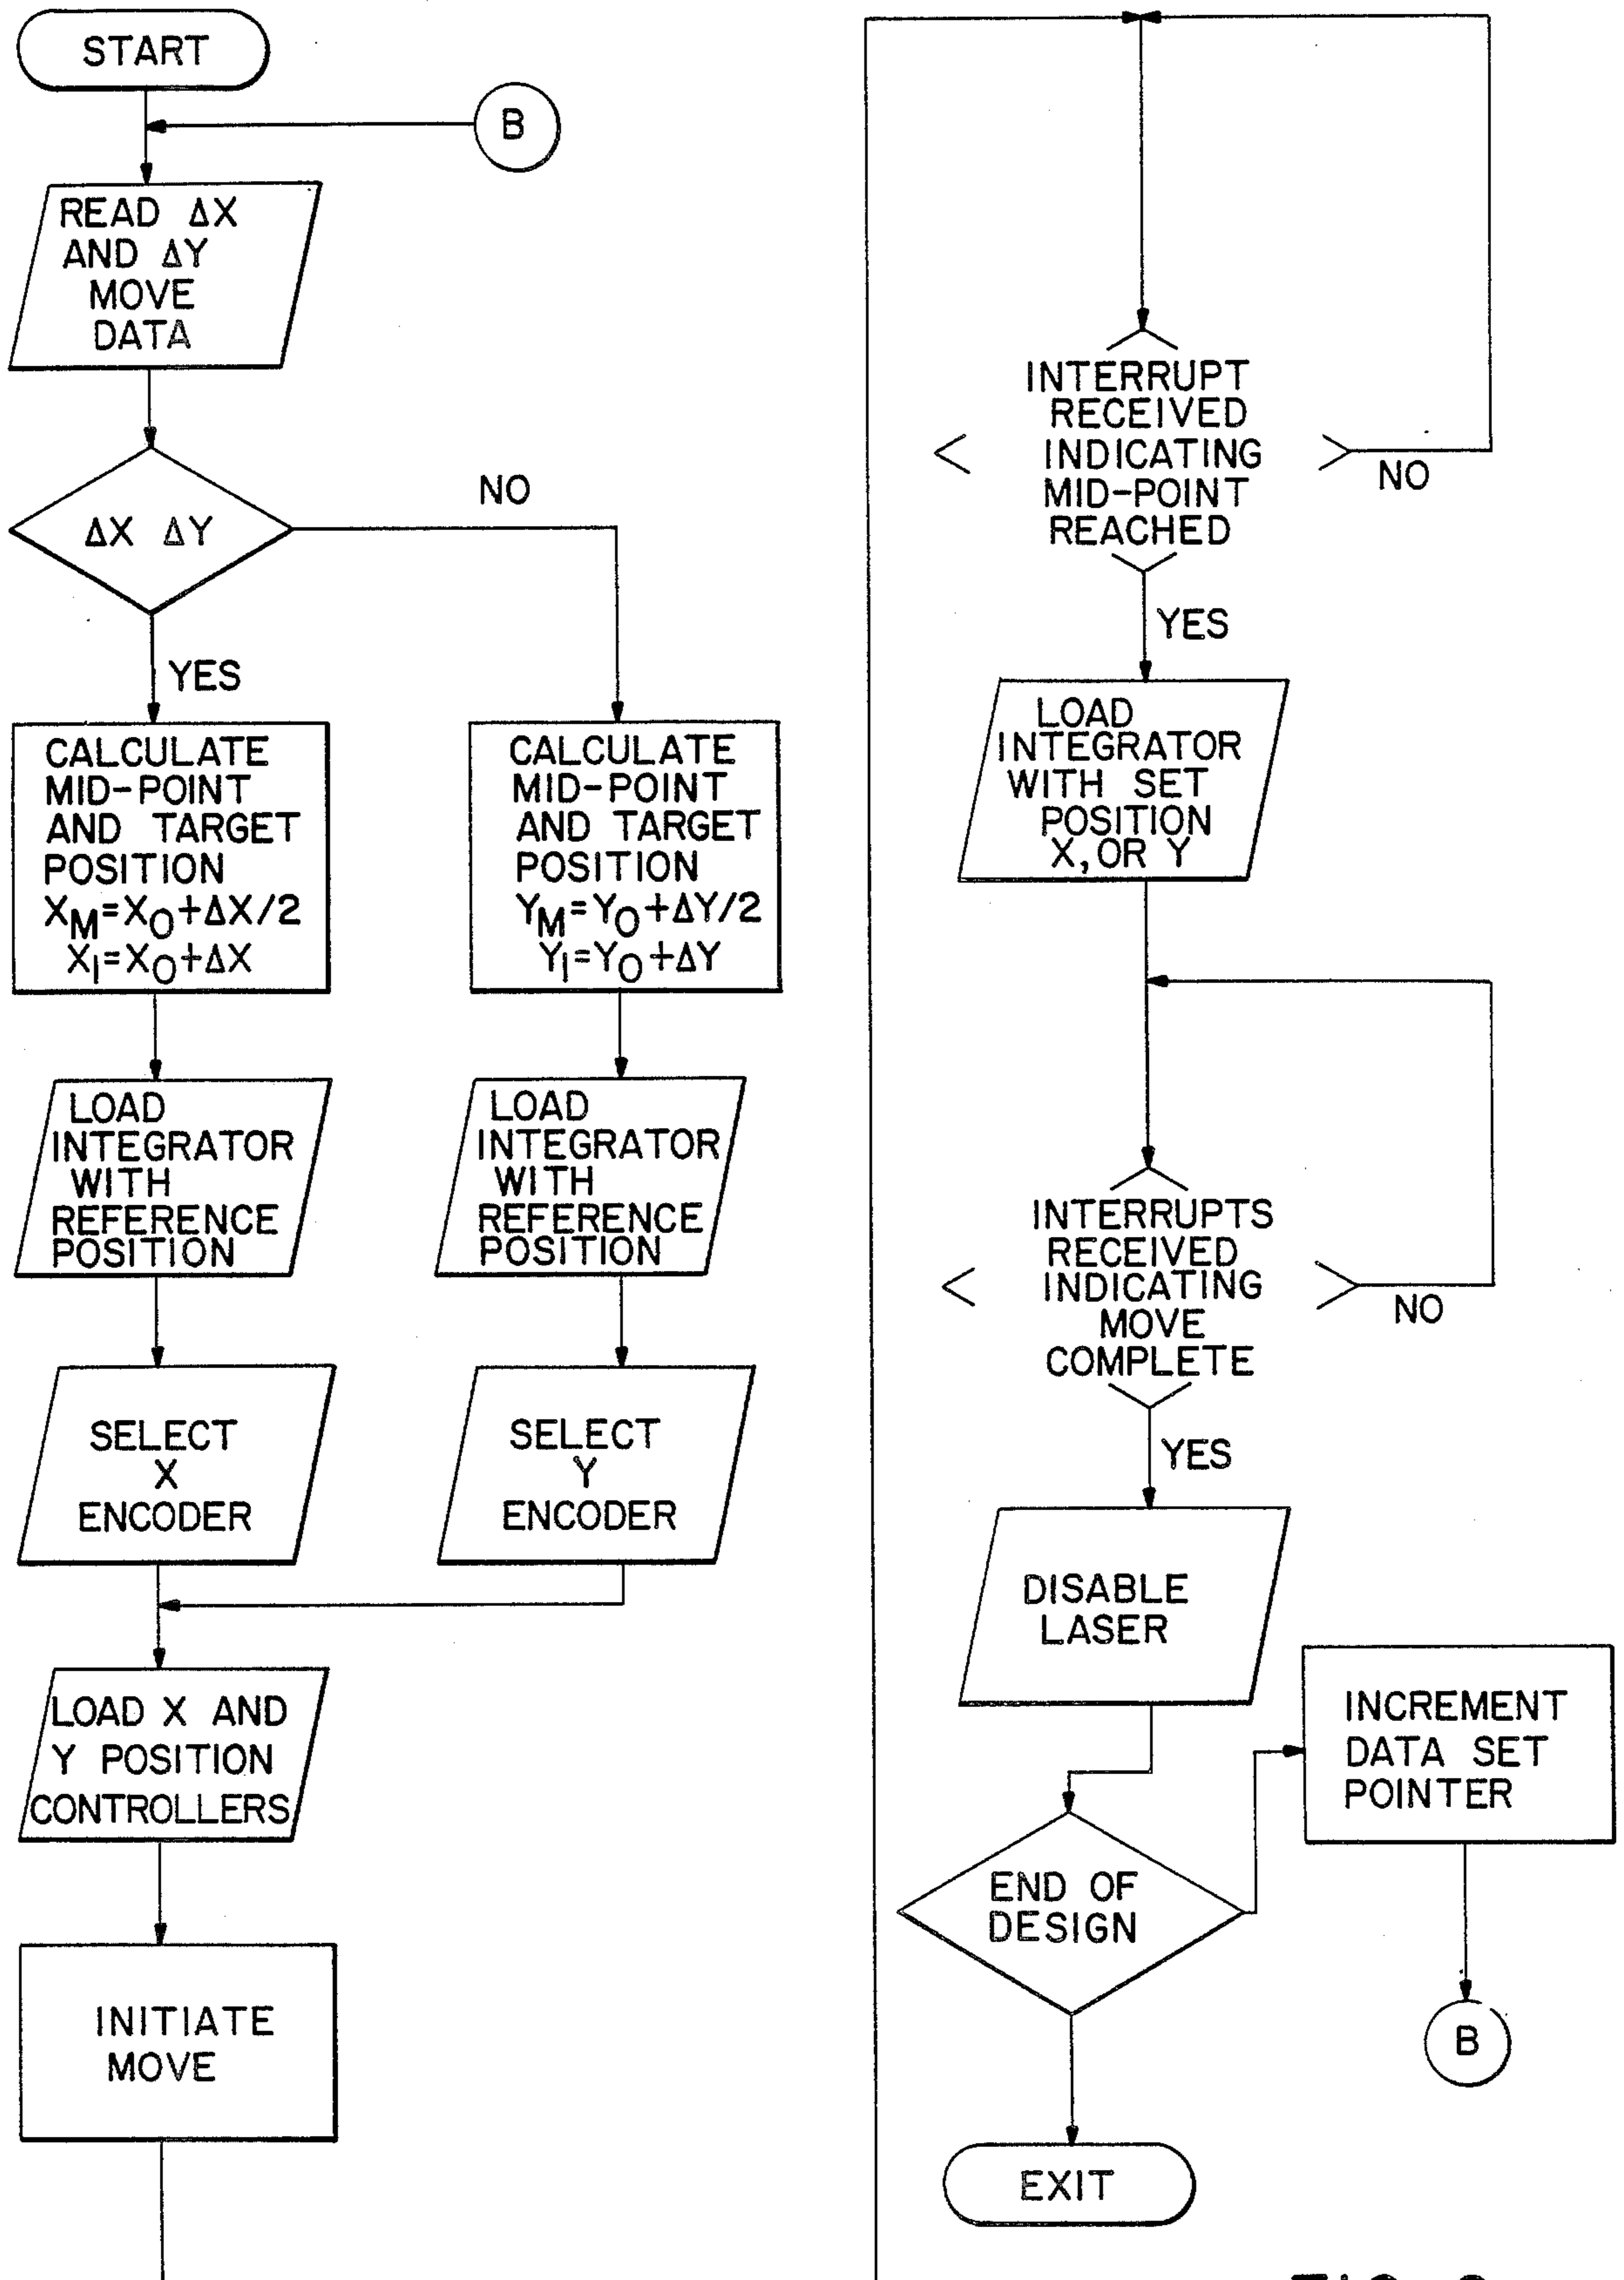 START
B
READ ΔX
AND ΔY
MOVE
DATA
ΔX ΔY
NO
YES
CALCULATE
MID-POINT
AND TARGET
POSITION
XM=XO+ΔX/2
X1=XO+ΔX
CALCULATE
MID-POINT
AND TARGET
POSITION
YM=YO+ΔY/2
Y1=YO+ΔY
LOAD
INTEGRATOR
WITH
REFERENCE
POSITION
LOAD
INTEGRATOR
WITH
REFERENCE
POSITION
SELECT
X
ENCODER
SELECT
Y
ENCODER
LOAD X AND
Y POSITION
CONTROLLERS
INITIATE
MOVE
INTERRUPT
RECEIVED
INDICATING
MID-POINT
REACHED
NO
YES
LOAD
INTEGRATOR
WITH SET
POSITION
X, OR Y
INTERRUPTS
RECEIVED
INDICATING
MOVE
COMPLETE
NO
YES
DISABLE
LASER
INCREMENT
DATA SET
POINTER
END OF
DESIGN
B
EXIT